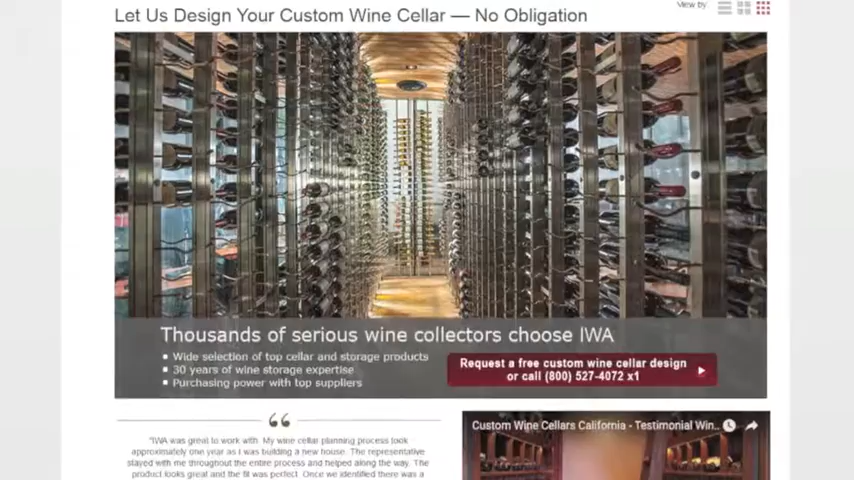 View by:
Let Us Design Your Custom Wine Cellar — No Obligation
Thousands of serious wine collectors choose IWA
▪ Wide selection of top cellar and storage products
▪ 30 years of wine storage expertise
▪ Purchasing power with top suppliers
Request a free custom wine cellar design
or call (800) 527-4072 x1
“
"IWA was great to work with. My wine cellar planning process took
approximately one year as I was building a new house. The representative
stayed with me throughout the entire process and helped along the way. The
product looks great and the fit was perfect. Once we identified there was a
Custom Wine Cellars California - Testimonial Win...